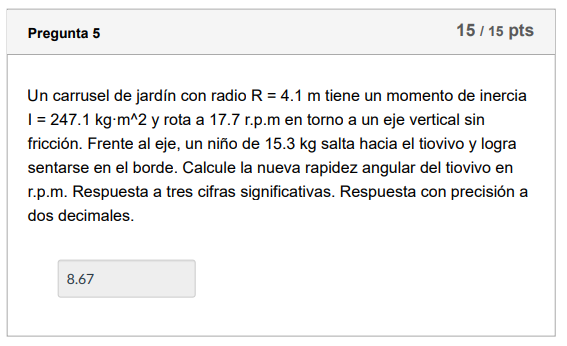 Pregunta 5
15 / 15 pts
Un carrusel de jardín con radio R = 4.1 m tiene un momento de inercia
I = 247.1 kg·m^2 y rota a 17.7 r.p.m en torno a un eje vertical sin
fricción. Frente al eje, un niño de 15.3 kg salta hacia el tiovivo y logra
sentarse en el borde. Calcule la nueva rapidez angular del tiovivo en
r.p.m. Respuesta a tres cifras significativas. Respuesta con precisión a
dos decimales.
8.67